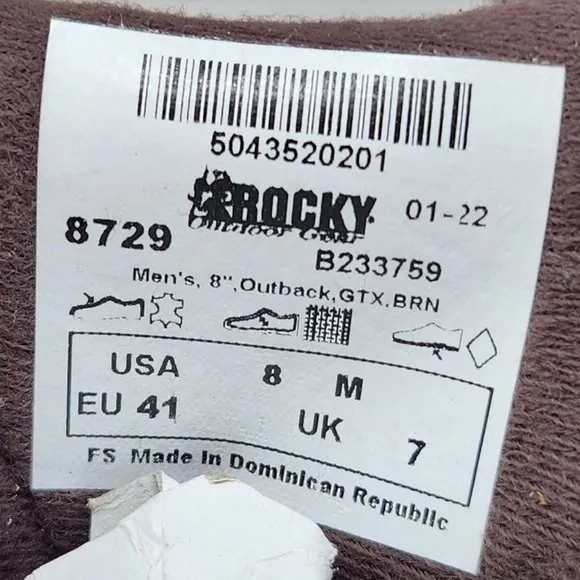 5043520201
ROCKY 01-22
Outdoor Gear
8729
B233759
Men's, 8",Outback,GTX,BRN
USA 8 M
EU 41 UK 7
FS Made In Dominican Republic